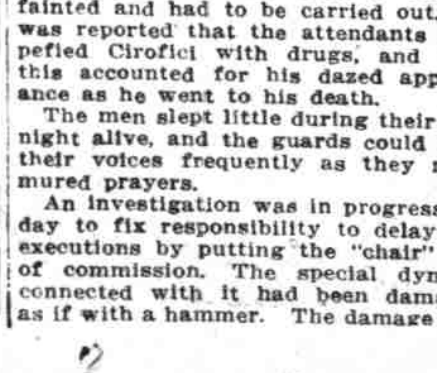 fainted and had to be carried out.
was reported that the attendants
pefied Cirofici with drugs, and
this accounted for his dazed app
ance as he went to his death.
The men slept little during their
night alive, and the guards could
their voices frequently as they
mured prayers.
An investigation was in progress
day to fix responsibility to delay
executions by putting the "chair"
of commission. The special dyn
connected with it had been dam
as if with a hammer. The damage